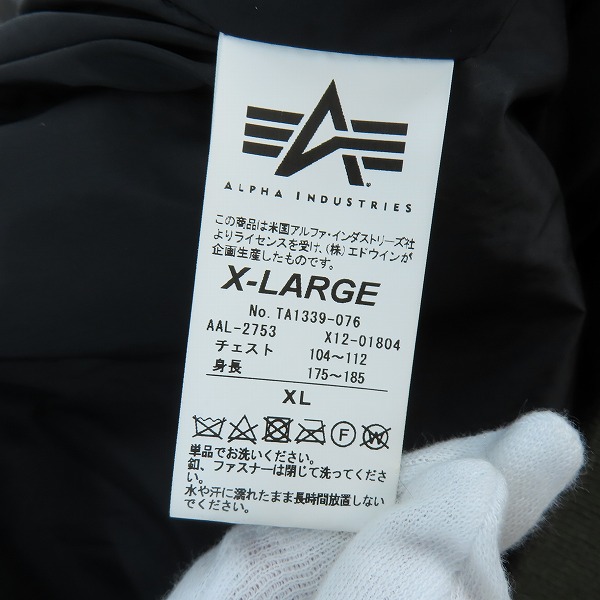 ALPHA INDUSTRIES
この商品は米国アルファ・インダストリーズ社
よりライセンスを受け、(株)エドウインが
企画生産したものです。
X-LARGE
No. TA1339-076
AAL-2753 X12-01804
チェスト 104～112
身長 175～185
XL
F W
単品でお洗いください。
釦、ファスナーは閉じて洗ってくださ
い。
水や汗に濡れたまま長時間放置しない
でください。